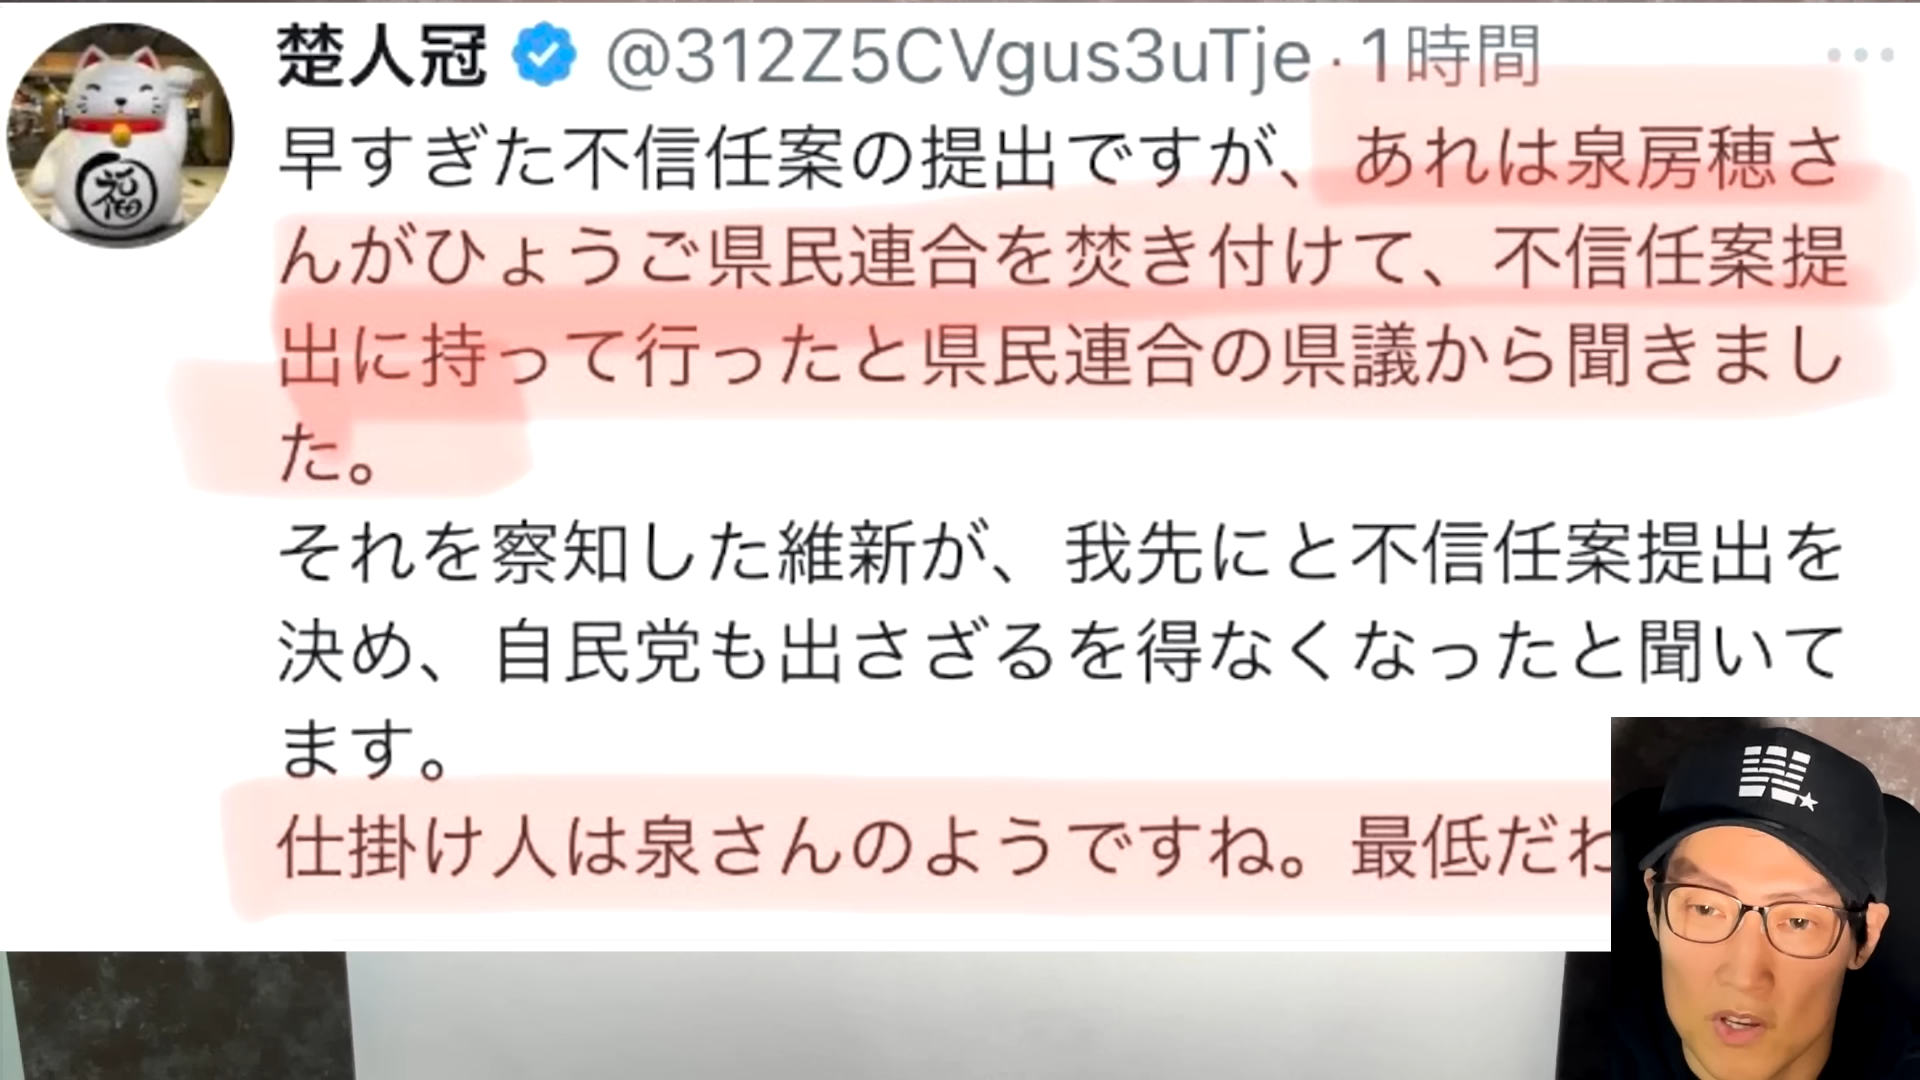 楚人冠 @312Z5CVgus3uTje · 1時間
早すぎた不信任案の提出ですが、あれは泉房穂さ
んがひょうご県民連合を焚き付けて、不信任案提
出に持って行ったと県民連合の県議から聞きまし
た。
それを察知した維新が、我先にと不信任案提出を
決め、自民党も出さざるを得なくなったと聞いて
ます。
仕掛け人は泉さんのようですね。最低だわ
福
W